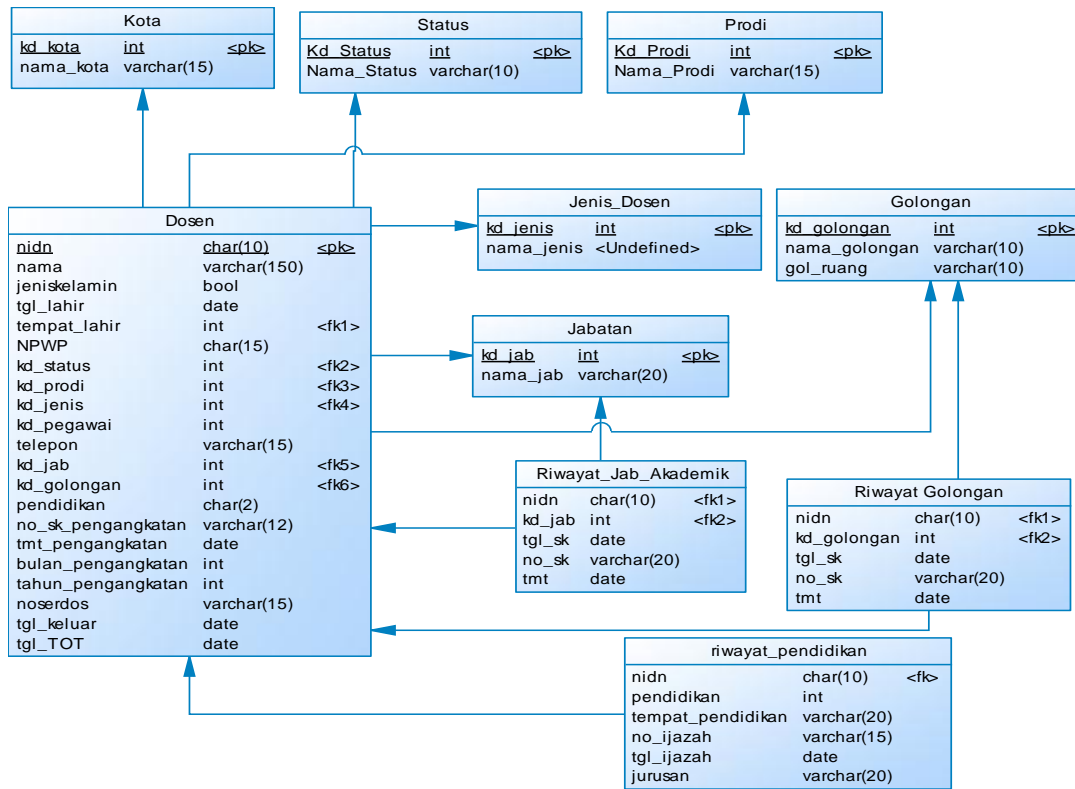 Kota
kd_kota int <pk>
nama_kota varchar(15)
Status
Kd_Status int <pk>
Nama_Status varchar(10)
Prodi
Kd_Prodi int <pk>
Nama_Prodi varchar(15)
Dosen
nidn char(10) <pk>
nama varchar(150)
jeniskelamin bool
tgl_lahir date
tempat_lahir int <fk1>
NPWP char(15)
kd_status int <fk2>
kd_prodi int <fk3>
kd_jenis int <fk4>
kd_pegawai int
telepon varchar(15)
kd_jab int <fk5>
kd_golongan int <fk6>
pendidikan char(2)
no_sk_pengangkatan varchar(12)
tmt_pengangkatan date
bulan_pengangkatan int
tahun_pengangkatan int
noserdos varchar(15)
tgl_keluar date
tgl_TOT date
Jenis_Dosen
kd_jenis int <pk>
nama_jenis <Undefined>
Golongan
kd_golongan int <pk>
nama_golongan varchar(10)
gol_ruang varchar(10)
Jabatan
kd_jab int <pk>
nama_jab varchar(20)
Riwayat_Jab_Akademik
nidn char(10) <fk1>
kd_jab int <fk2>
tgl_sk date
no_sk varchar(20)
tmt date
Riwayat Golongan
nidn char(10) <fk1>
kd_golongan int <fk2>
tgl_sk date
no_sk varchar(20)
tmt date
riwayat_pendidikan
nidn char(10) <fk>
pendidikan int
tempat_pendidikan varchar(20)
no_ijazah varchar(15)
tgl_ijazah date
jurusan varchar(20)